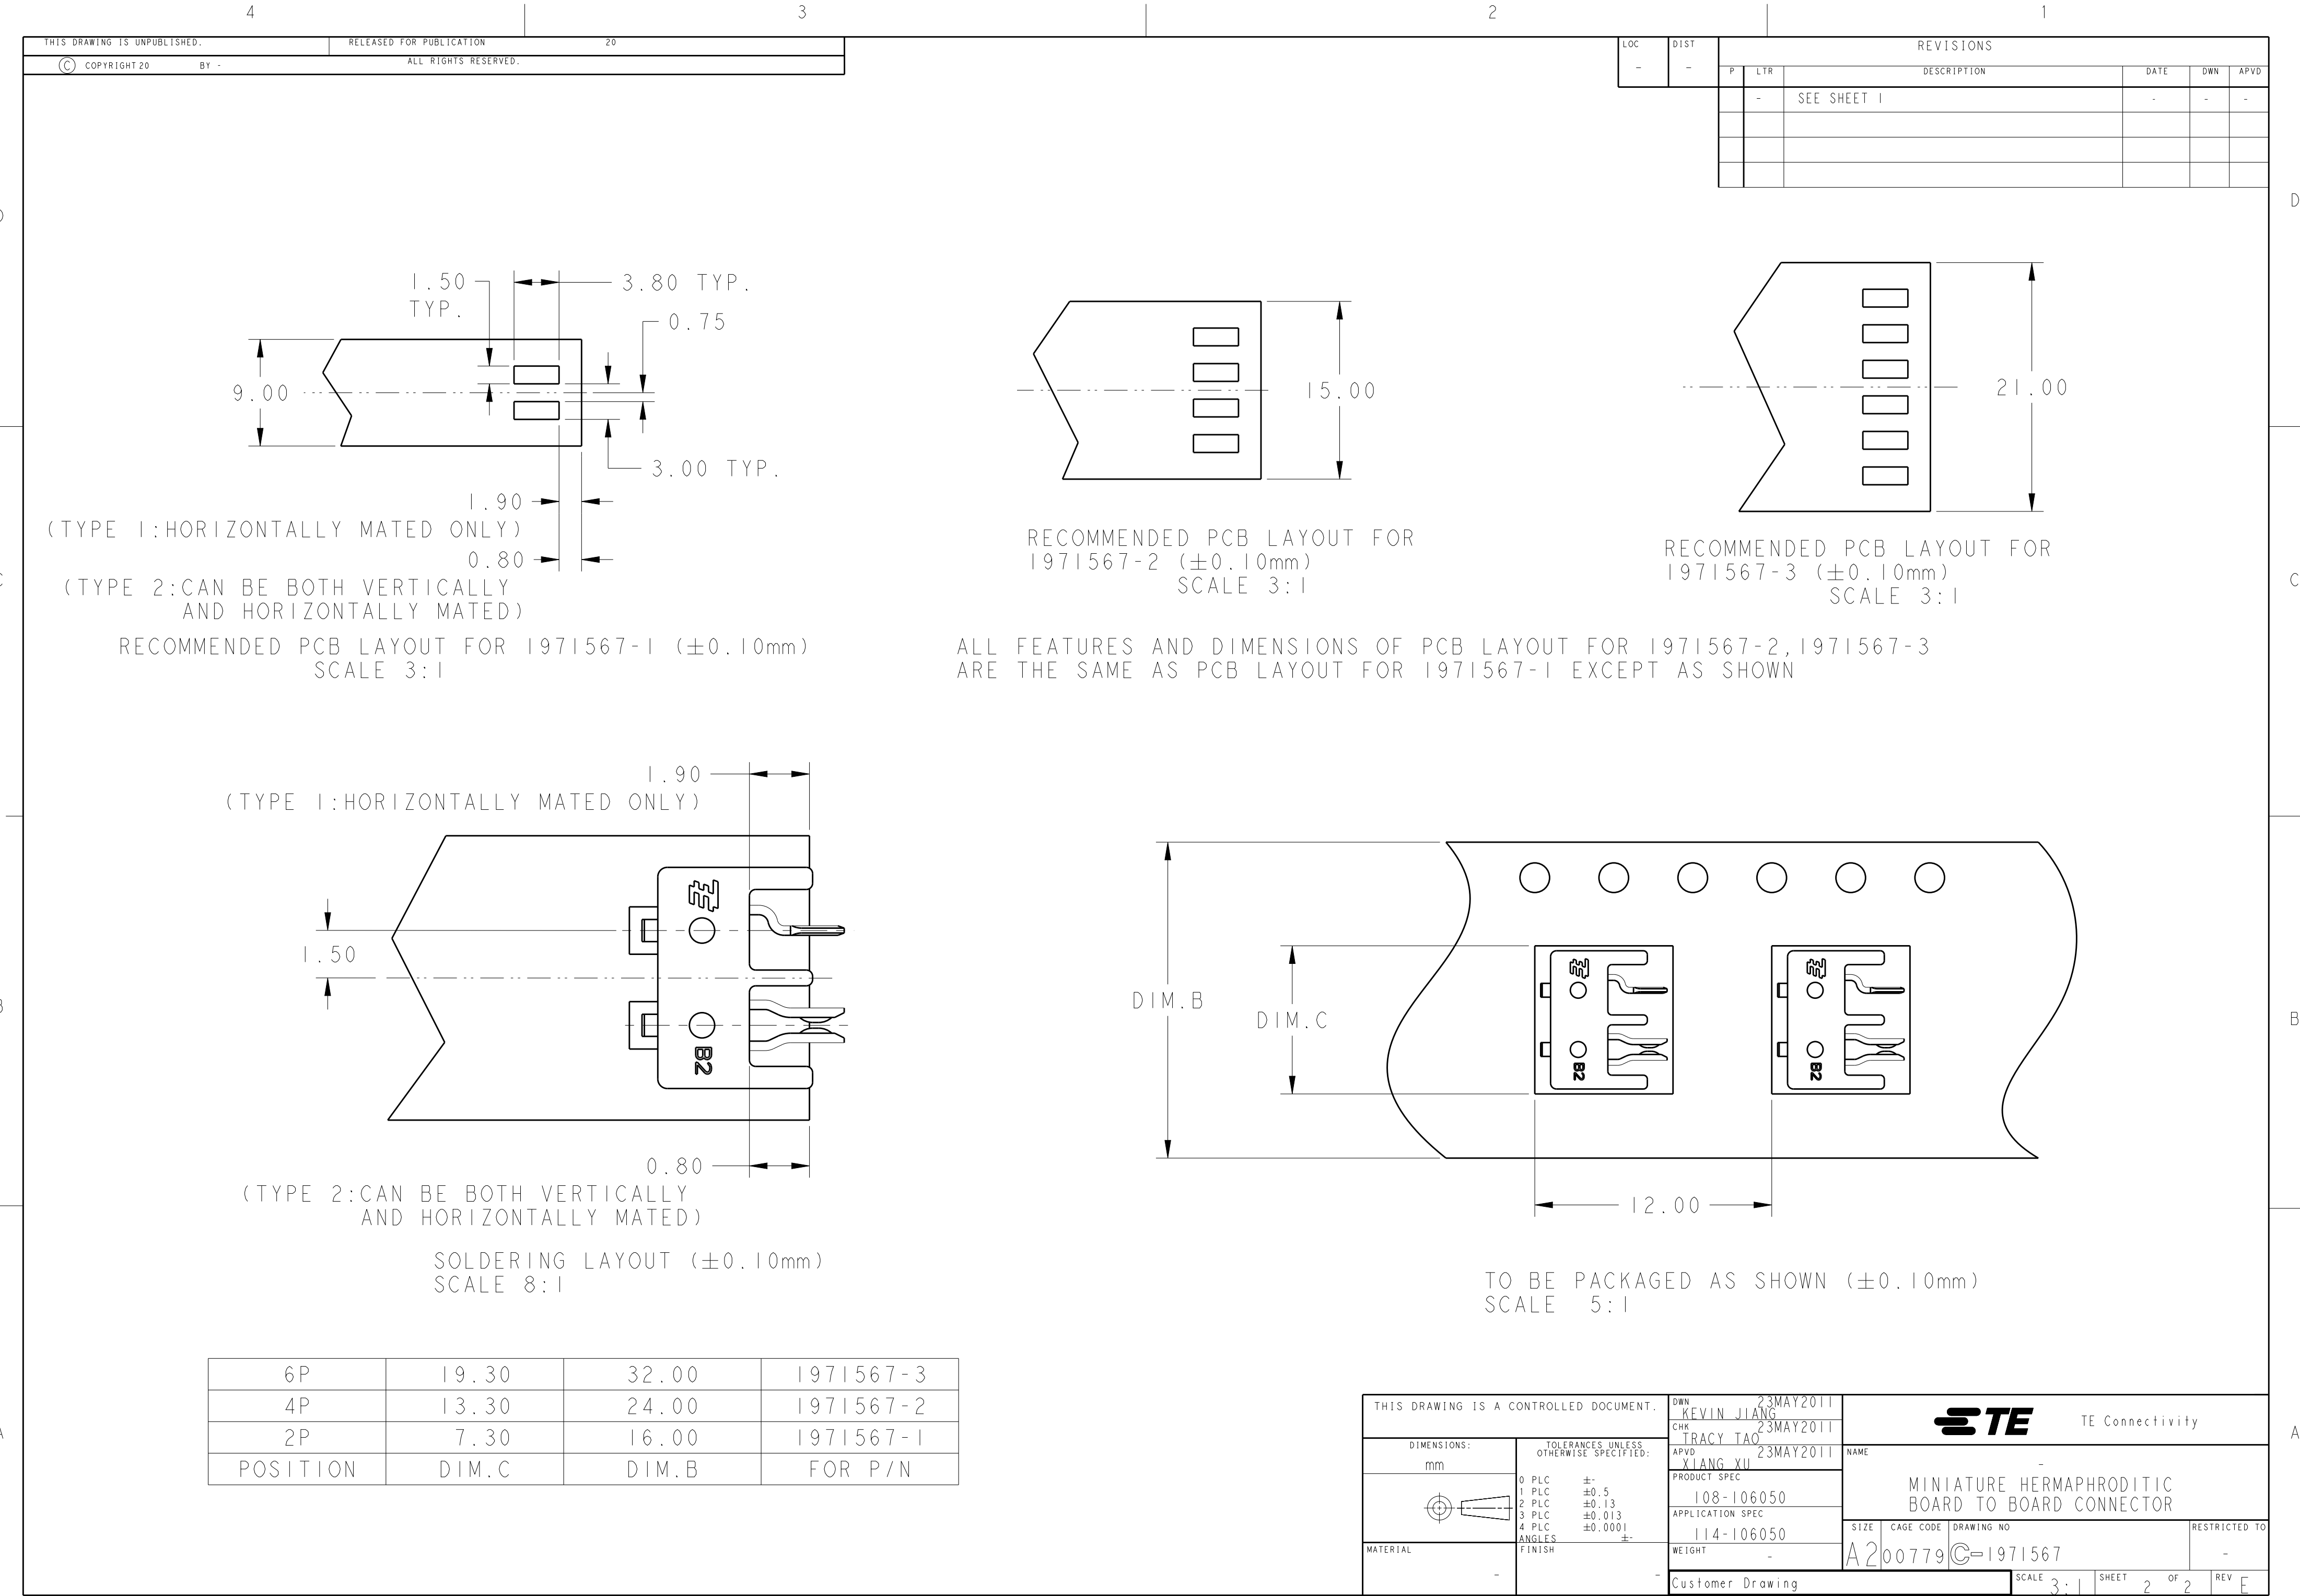 4 3 2 1
THIS DRAWING IS UNPUBLISHED. RELEASED FOR PUBLICATION 20
© COPYRIGHT 20 BY - ALL RIGHTS RESERVED.
LOC DIST REVISIONS
- -
P LTR DESCRIPTION DATE DWN APVD
- SEE SHEET 1 - - -
D
1.50
TYP.
3.80 TYP.
0.75
9.00
3.00 TYP.
1.90
(TYPE 1:HORIZONTALLY MATED ONLY)
0.80
(TYPE 2:CAN BE BOTH VERTICALLY
AND HORIZONTALLY MATED)
RECOMMENDED PCB LAYOUT FOR 1971567-1 (±0.10mm)
SCALE 3:1
15.00
RECOMMENDED PCB LAYOUT FOR
1971567-2 (±0.10mm)
SCALE 3:1
21.00
RECOMMENDED PCB LAYOUT FOR
1971567-3 (±0.10mm)
SCALE 3:1
C
ALL FEATURES AND DIMENSIONS OF PCB LAYOUT FOR 1971567-2,1971567-3
ARE THE SAME AS PCB LAYOUT FOR 1971567-1 EXCEPT AS SHOWN
1.90
(TYPE 1:HORIZONTALLY MATED ONLY)
1.50
B2
0.80
(TYPE 2:CAN BE BOTH VERTICALLY
AND HORIZONTALLY MATED)
SOLDERING LAYOUT (±0.10mm)
SCALE 8:1
DIM.B
DIM.C
B2 B2
B
12.00
TO BE PACKAGED AS SHOWN (±0.10mm)
SCALE 5:1
6P 19.30 32.00 1971567-3
4P 13.30 24.00 1971567-2
2P 7.30 16.00 1971567-1
POSITION DIM.C DIM.B FOR P/N
A
THIS DRAWING IS A CONTROLLED DOCUMENT.
DIMENSIONS:
mm
TOLERANCES UNLESS
OTHERWISE SPECIFIED:
0 PLC ±-
1 PLC ±0.5
2 PLC ±0.13
3 PLC ±0.013
4 PLC ±0.0001
ANGLES ±-
MATERIAL -
FINISH -
DWN 23MAY2011
KEVIN JIANG
CHK 23MAY2011
TRACY TAO
APVD 23MAY2011
XIANG XU
PRODUCT SPEC
108-106050
APPLICATION SPEC
114-106050
WEIGHT -
Customer Drawing
TE TE Connectivity
NAME
-
MINIATURE HERMAPHRODITIC
BOARD TO BOARD CONNECTOR
SIZE CAGE CODE DRAWING NO RESTRICTED TO
A2 00779 C-1971567 -
SCALE 3:1 SHEET 2 OF 2 REV E